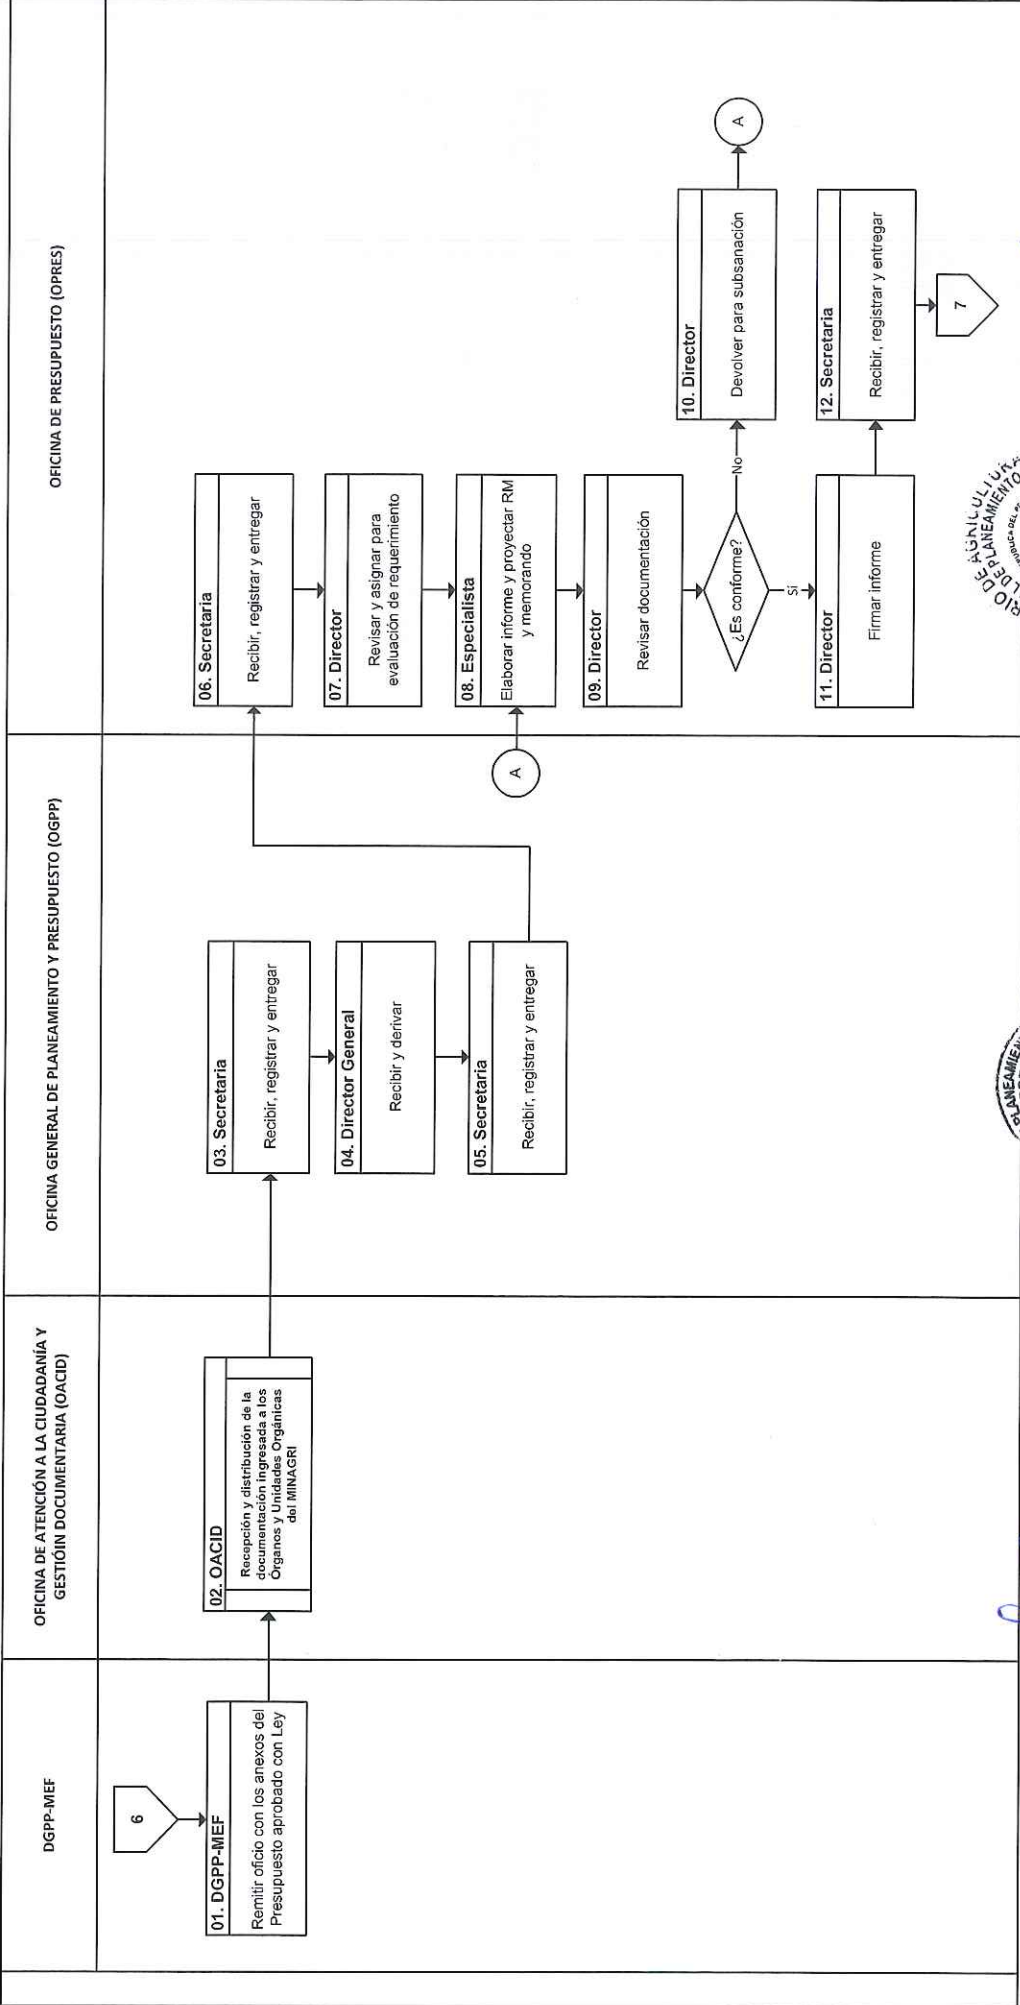 DGPP-MEF
OFICINA DE ATENCIÓN A LA CIUDADANÍA Y
GESTIÓIN DOCUMENTARIA (OACID)
OFICINA GENERAL DE PLANEAMIENTO Y PRESUPUESTO (OGPP)
OFICINA DE PRESUPUESTO (OPRES)
6
01. DGPP-MEF
Remitir oficio con los anexos del
Presupuesto aprobado con Ley
02. OACID
Recepción y distribución de la
documentación ingresada a los
Órganos y Unidades Orgánicas
del MINAGRI
03. Secretaria
Recibir, registrar y entregar
04. Director General
Recibir y derivar
05. Secretaria
Recibir, registrar y entregar
06. Secretaria
Recibir, registrar y entregar
07. Director
Revisar y asignar para
evaluación de requerimiento
A
08. Especialista
Elaborar informe y proyectar RM
y memorando
09. Director
Revisar documentación
¿Es conforme?
No
10. Director
Devolver para subsanación
A
Si
11. Director
Firmar informe
12. Secretaria
Recibir, registrar y entregar
7
DE AGRICULTURA
DE PLANEAMIENTO